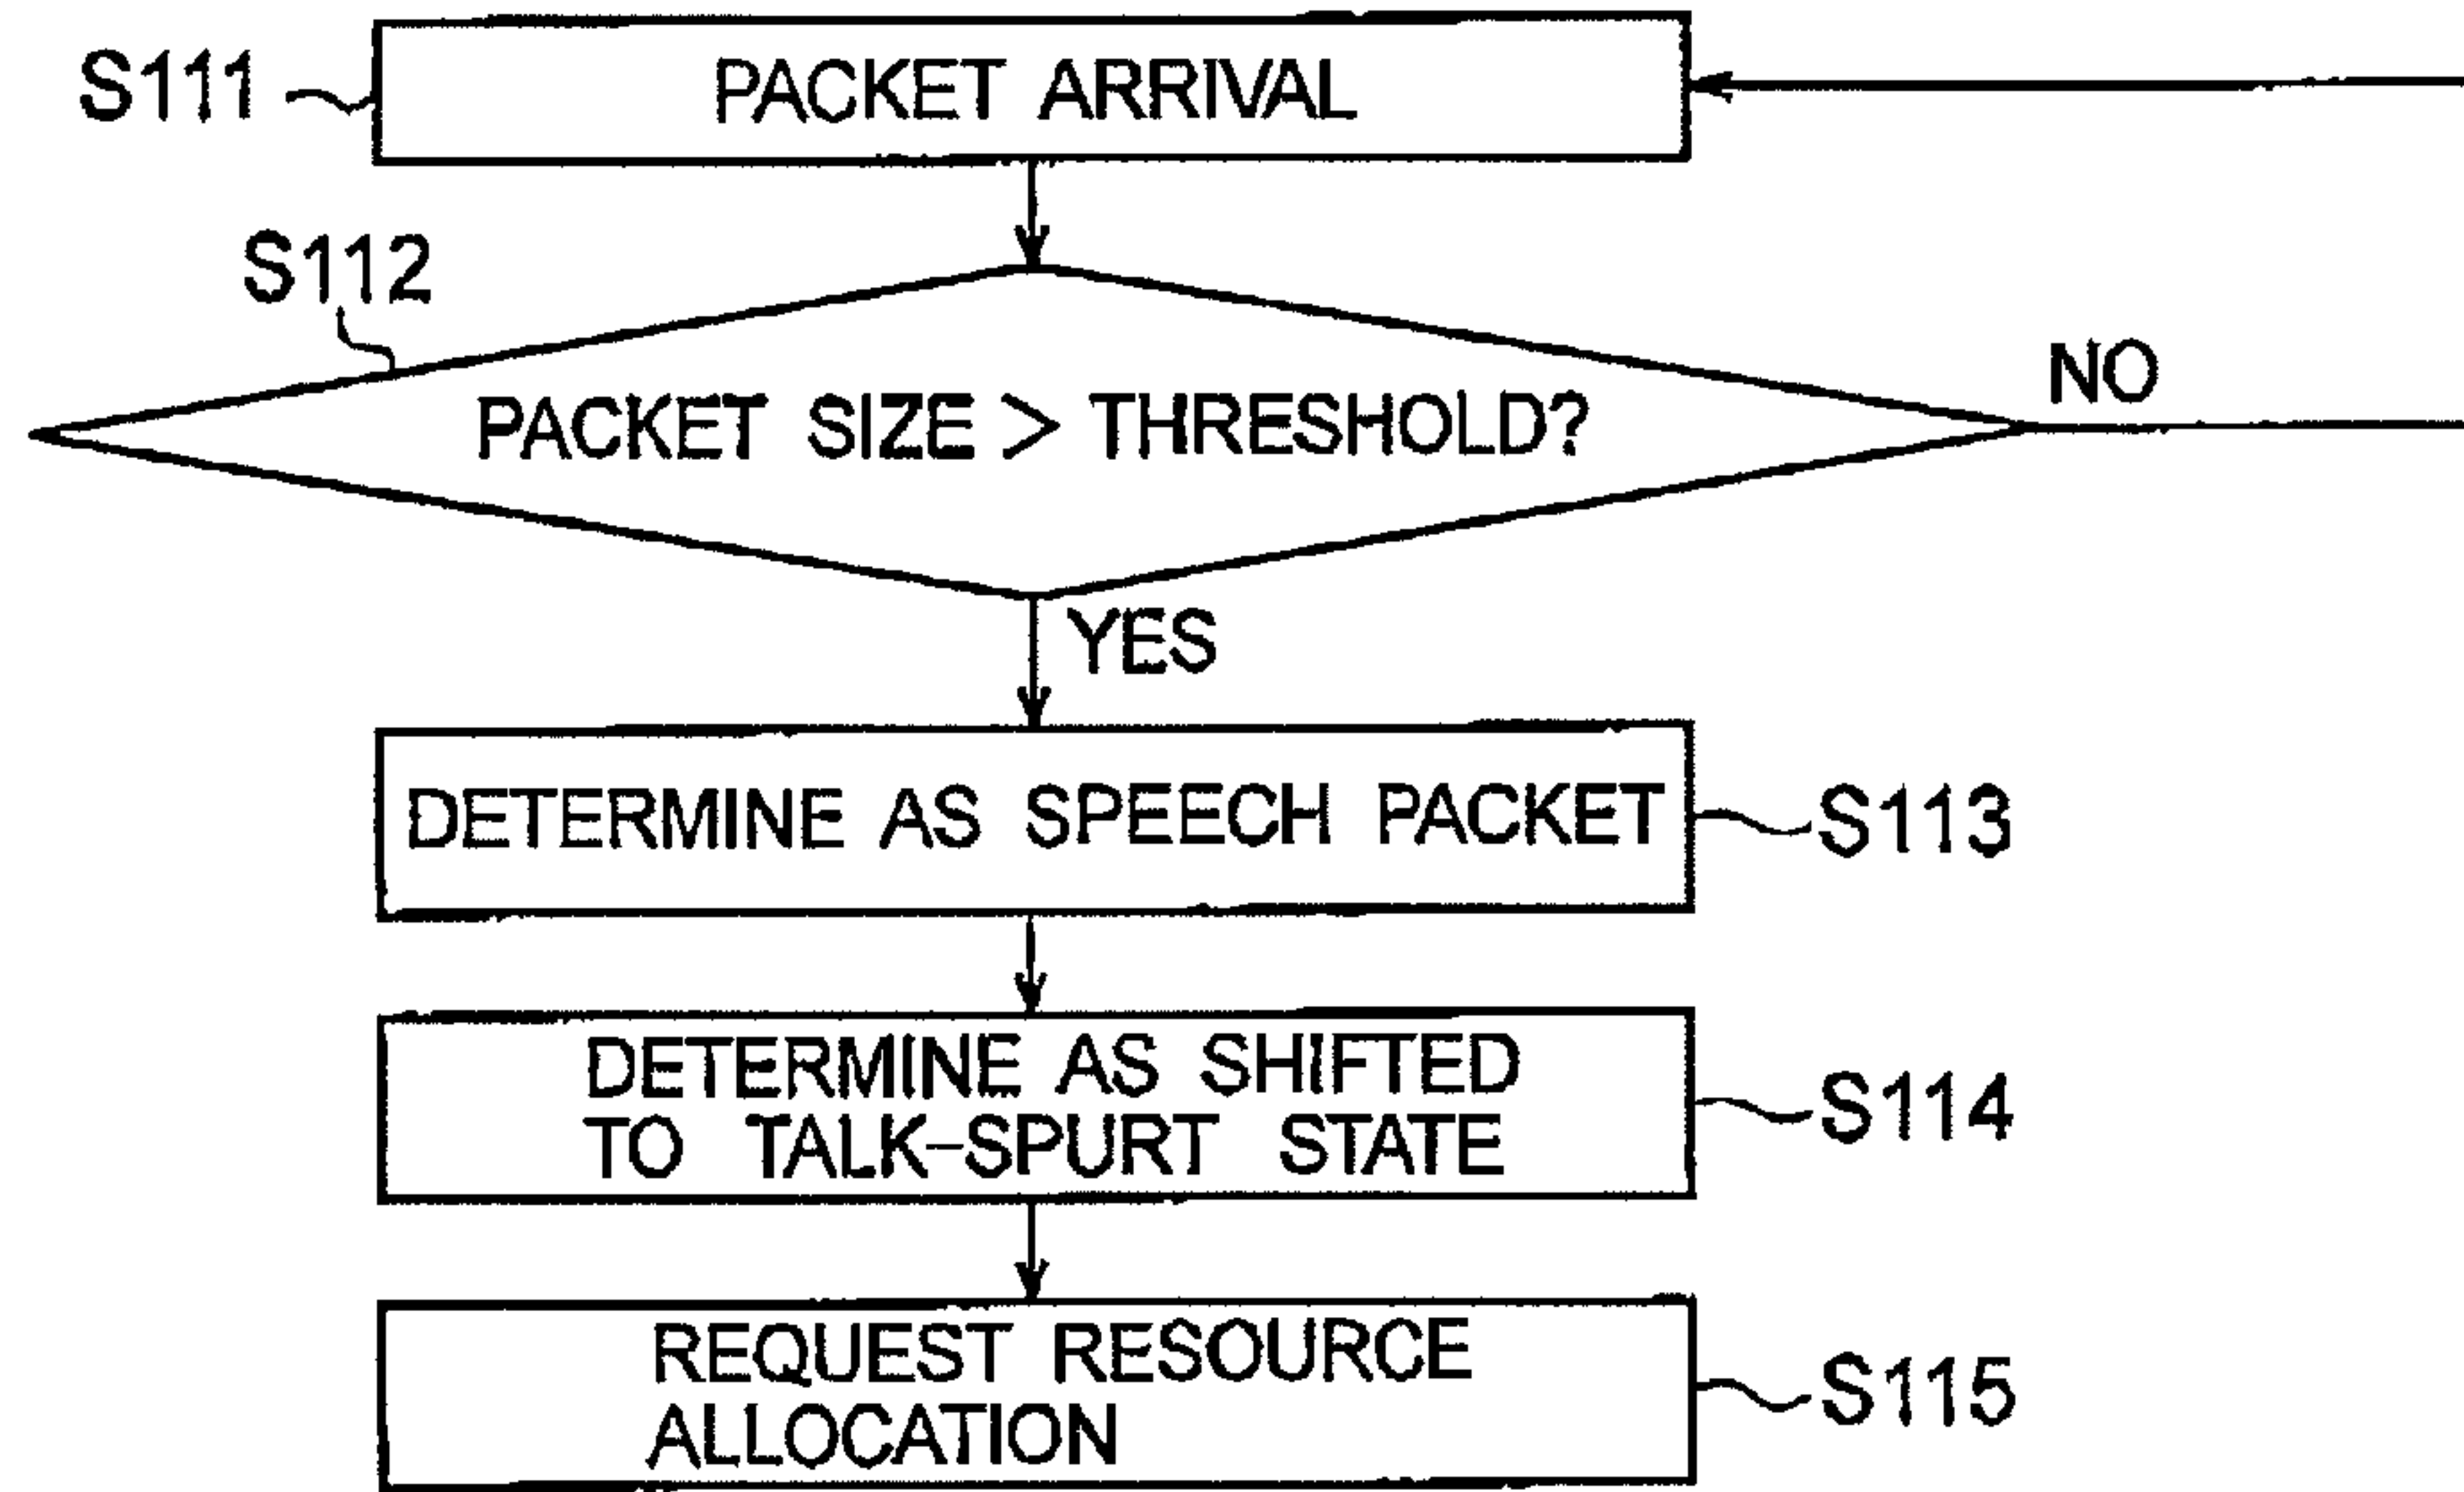 S111
PACKET ARRIVAL
S112
PACKET SIZE > THRESHOLD?
NO
YES
DETERMINE AS SPEECH PACKET
S113
DETERMINE AS SHIFTED
TO TALK-SPURT STATE
S114
REQUEST RESOURCE
ALLOCATION
S115